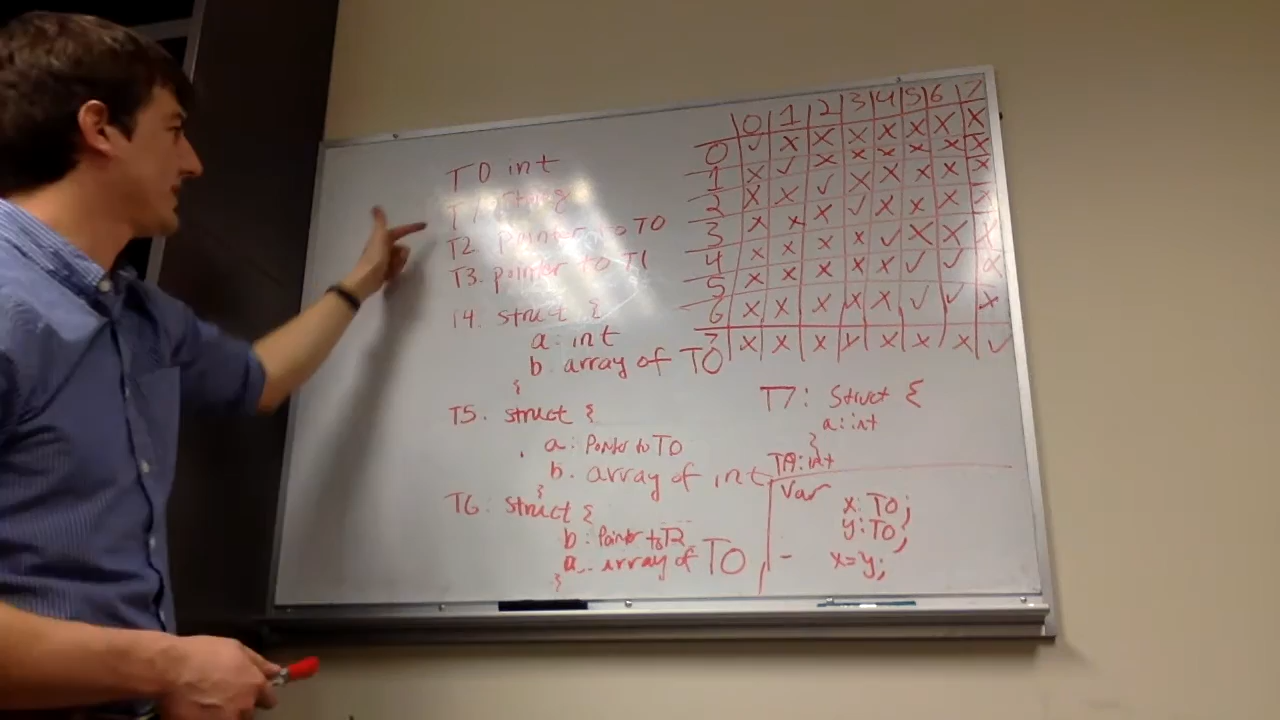 T0 int
T1 String
T2. pointer to T0
T3. pointer to T1
T4. struct {
a: int
b. array of T0
}
T5. struct {
a: Pointer to T0
b. array of int
}
T6: struct {
b: Pointer to T2
a.. array of T0
}
|0|1|2|3|4|5|6|7
0 ✓ X X X X X X X
1 X ✓ X X X X X X
2 X X ✓ X X X X X
3 X X X ✓ X X X X
4 X X X X ✓ X X X
5 X X X X X ✓ ✓ X
6 X X X X X ✓ ✓ X
7 X X X X X X X ✓
T7: Struct {
a: int
}
int
Var
x: T0;
y: T0;
- x=y;